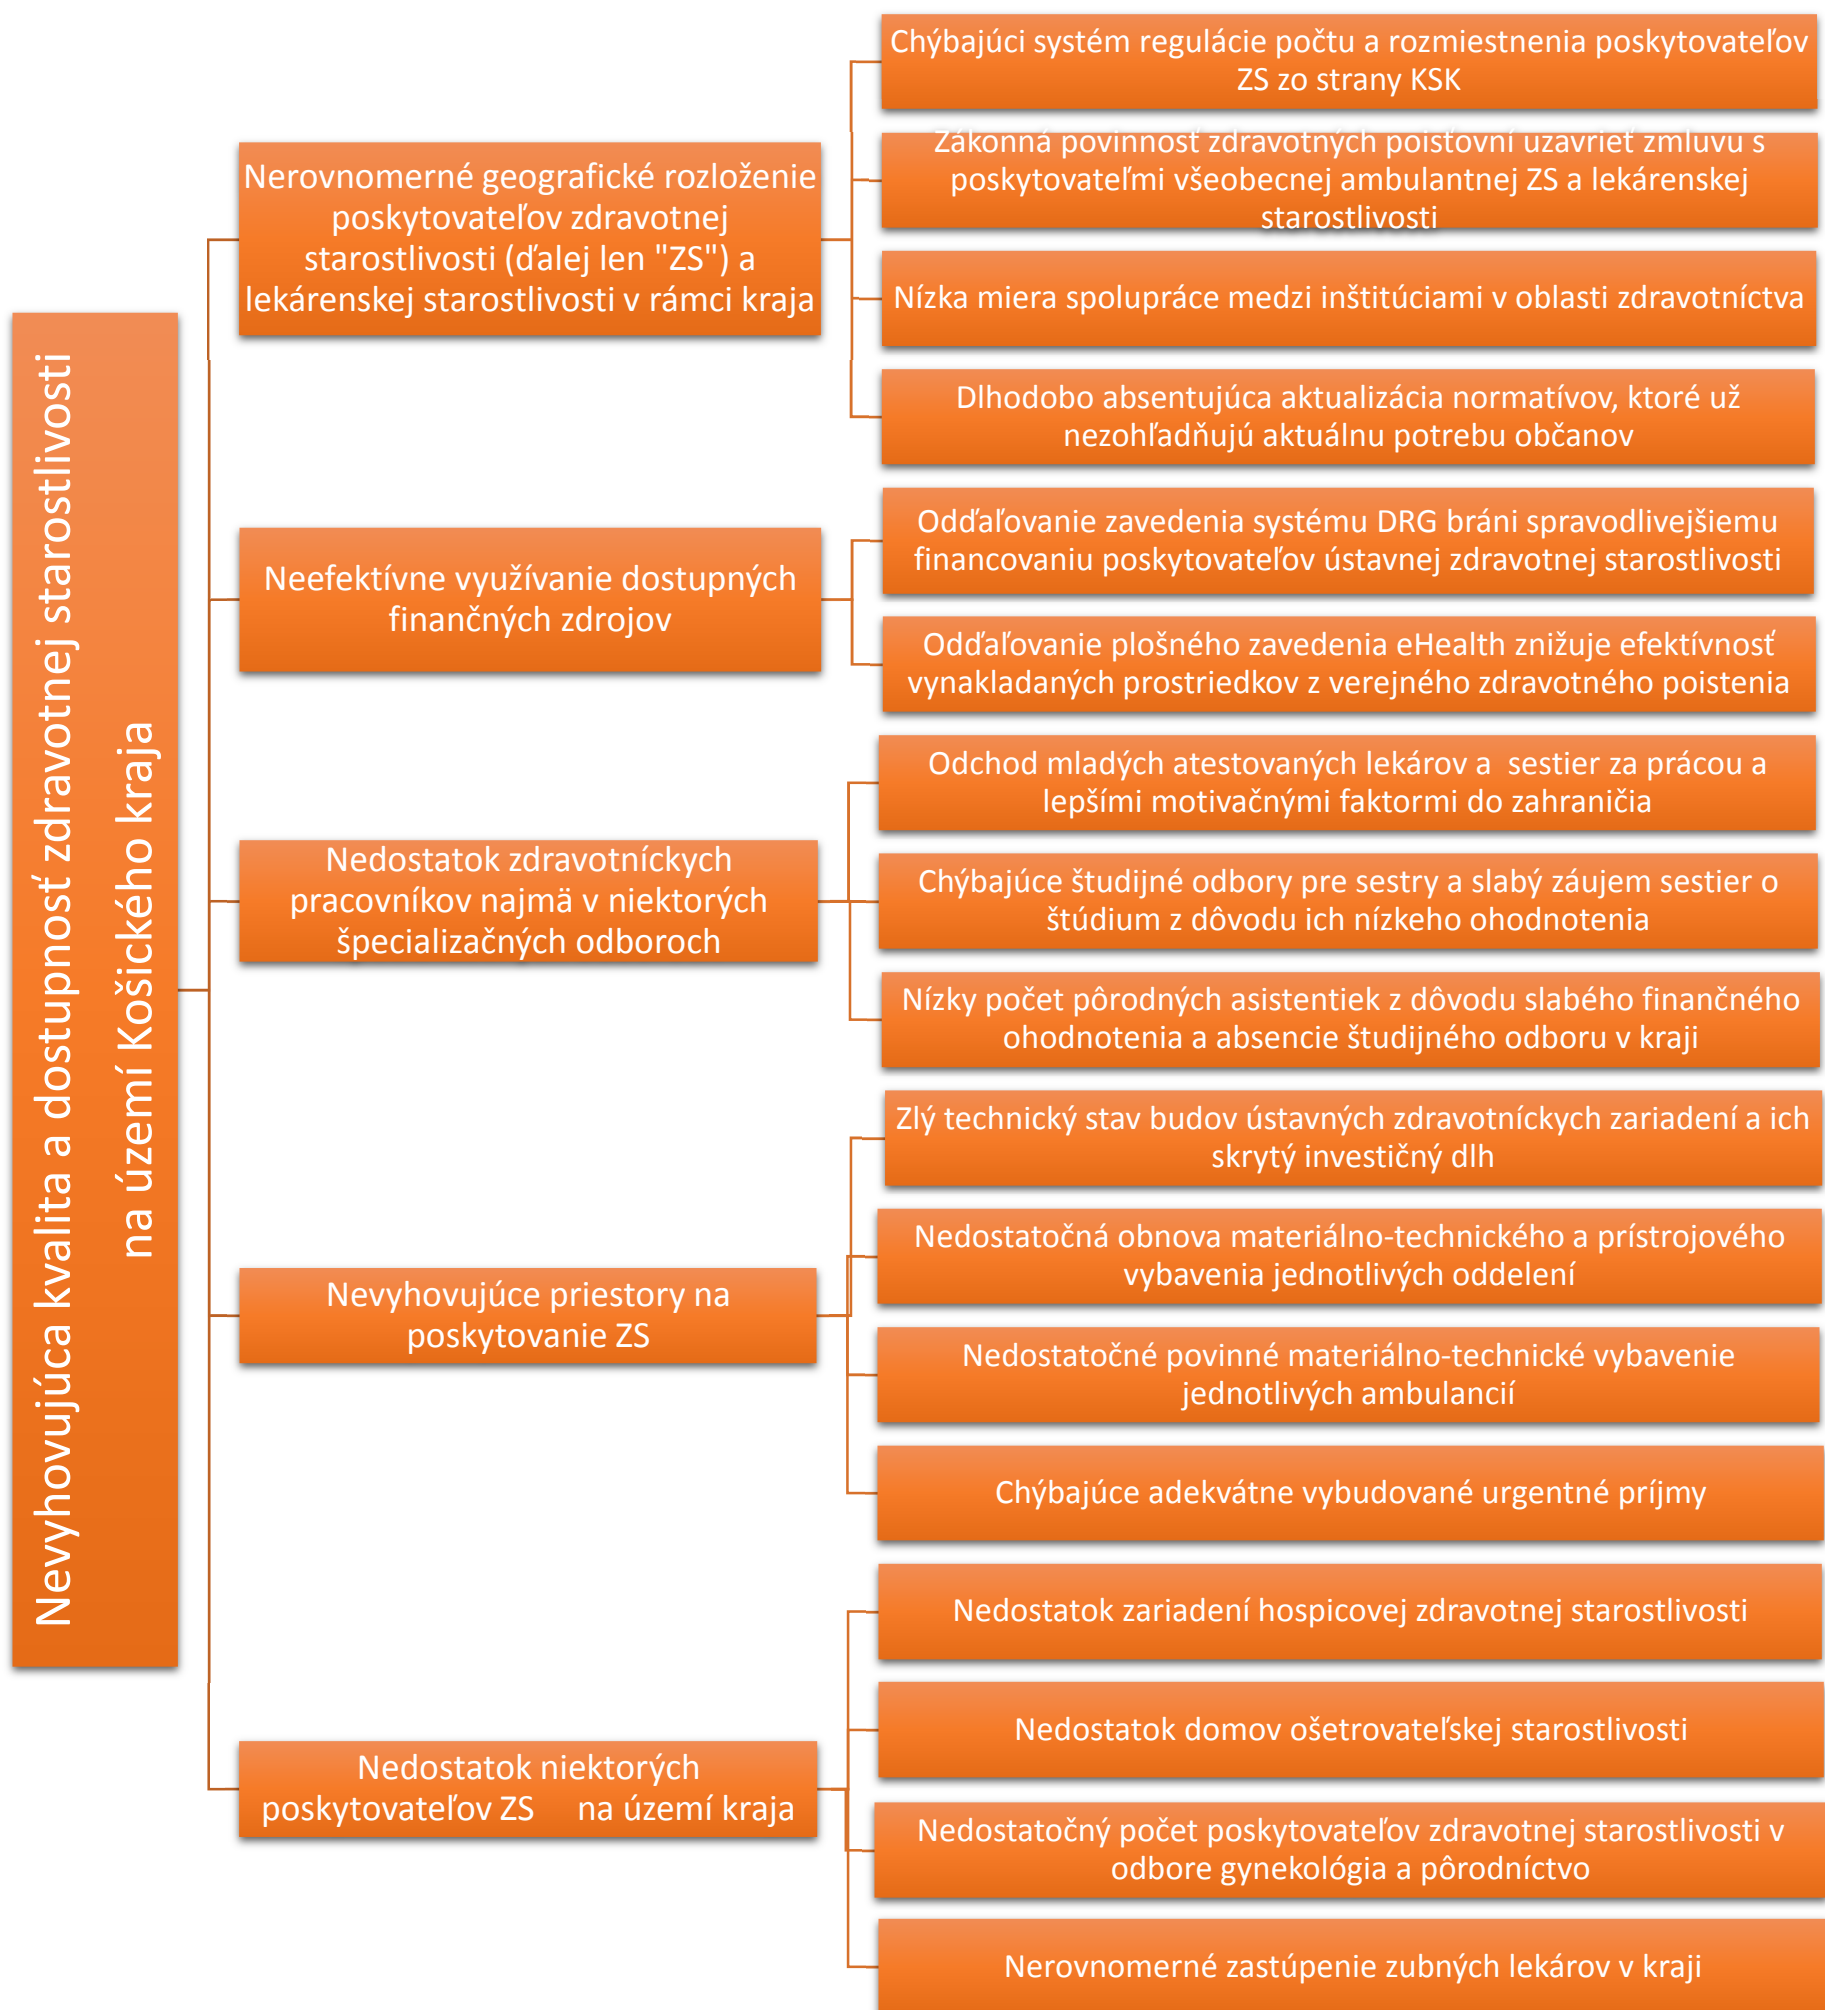 Nevyhovujúca kvalita a dostupnosť zdravotnej starostlivosti
na území Košického kraja
Nerovnomerné geografické rozloženie
poskytovateľov zdravotnej
starostlivosti (ďalej len "ZS") a
lekárenskej starostlivosti v rámci kraja
Chýbajúci systém regulácie počtu a rozmiestnenia poskytovateľov
ZS zo strany KSK
Zákonná povinnosť zdravotných poisťovní uzavrieť zmluvu s
poskytovateľmi všeobecnej ambulantnej ZS a lekárenskej
starostlivosti
Nízka miera spolupráce medzi inštitúciami v oblasti zdravotníctva
Dlhodobo absentujúca aktualizácia normatívov, ktoré už
nezohľadňujú aktuálnu potrebu občanov
Neefektívne využívanie dostupných
finančných zdrojov
Odďaľovanie zavedenia systému DRG bráni spravodlivejšiemu
financovaniu poskytovateľov ústavnej zdravotnej starostlivosti
Odďaľovanie plošného zavedenia eHealth znižuje efektívnosť
vynakladaných prostriedkov z verejného zdravotného poistenia
Nedostatok zdravotníckych
pracovníkov najmä v niektorých
špecializačných odboroch
Odchod mladých atestovaných lekárov a  sestier za prácou a
lepšími motivačnými faktormi do zahraničia
Chýbajúce študijné odbory pre sestry a slabý záujem sestier o
štúdium z dôvodu ich nízkeho ohodnotenia
Nízky počet pôrodných asistentiek z dôvodu slabého finančného
ohodnotenia a absencie študijného odboru v kraji
Nevyhovujúce priestory na
poskytovanie ZS
Zlý technický stav budov ústavných zdravotníckych zariadení a ich
skrytý investičný dlh
Nedostatočná obnova materiálno-technického a prístrojového
vybavenia jednotlivých oddelení
Nedostatočné povinné materiálno-technické vybavenie
jednotlivých ambulancií
Chýbajúce adekvátne vybudované urgentné príjmy
Nedostatok niektorých
poskytovateľov ZS     na území kraja
Nedostatok zariadení hospicovej zdravotnej starostlivosti
Nedostatok domov ošetrovateľskej starostlivosti
Nedostatočný počet poskytovateľov zdravotnej starostlivosti v
odbore gynekológia a pôrodníctvo
Nerovnomerné zastúpenie zubných lekárov v kraji